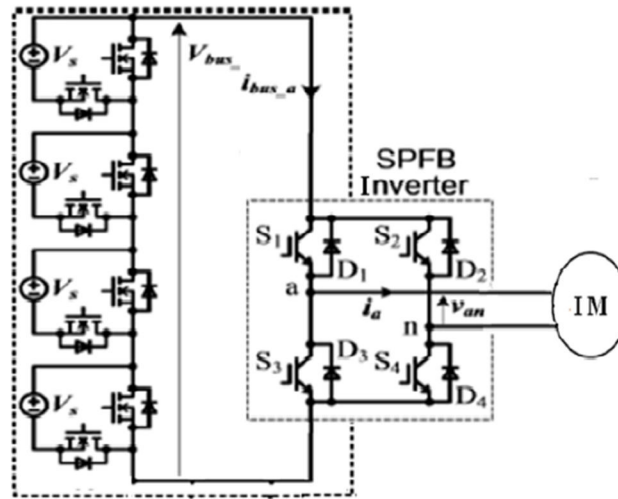 Vs
Vbus_
ibus_a
Vs
SPFB
Inverter
S1
S2
D1
D2
Vs
a
ia
van
IM
n
D3
S3
S4
D4
Vs